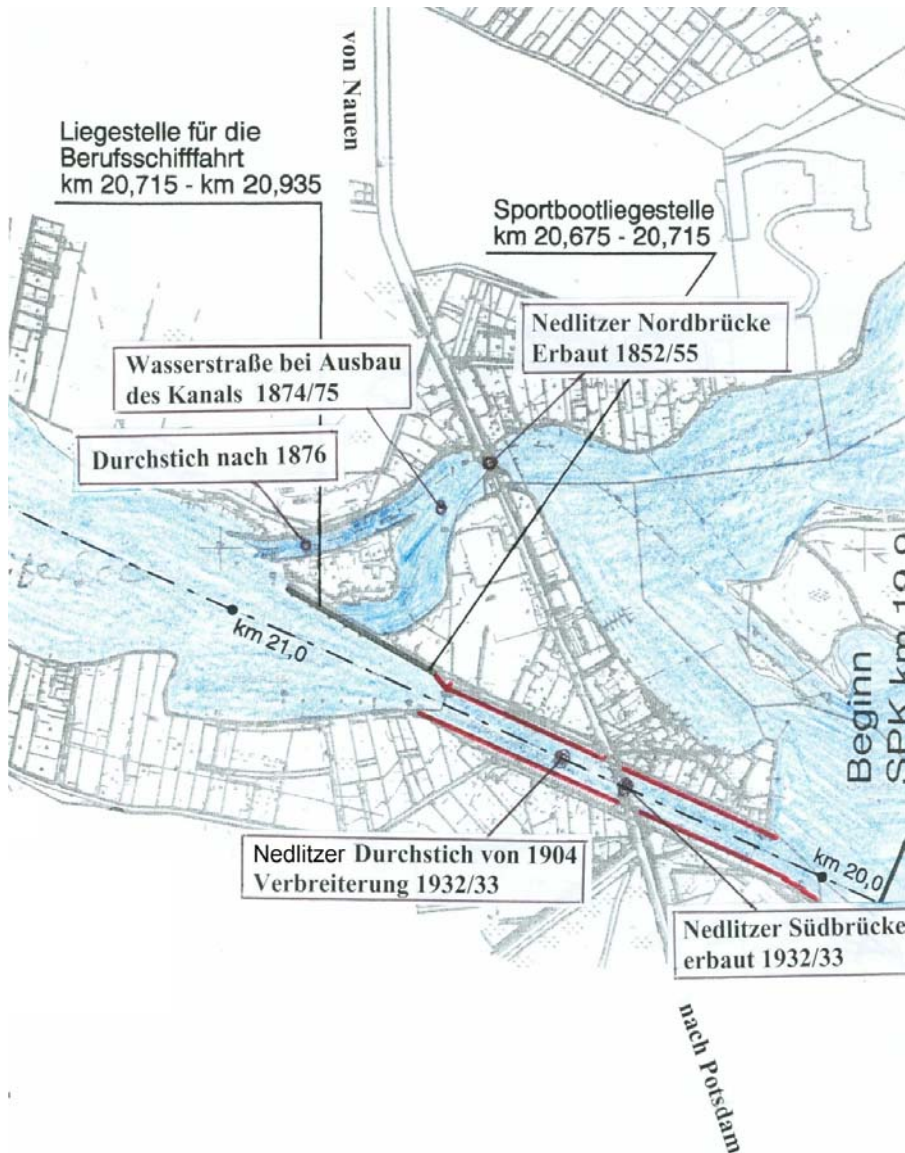 von Nauen
Liegestelle für die
Berufsschifffahrt
km 20,715 - km 20,935
Sportbootliegestelle
km 20,675 - 20,715
Nedlitzer Nordbrücke
Erbaut 1852/55
Wasserstraße bei Ausbau
des Kanals 1874/75
Durchstich nach 1876
km 21,0
Beginn
SPK km
Nedlitzer Durchstich von 1904
Verbreiterung 1932/33
km 20,0
Nedlitzer Südbrücke
erbaut 1932/33
nach Potsdam